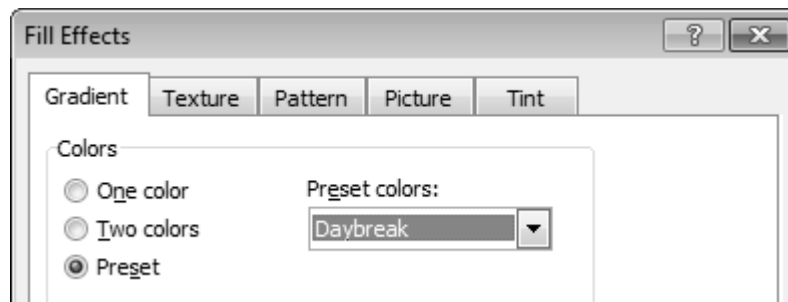 Fill Effects
Gradient Texture Pattern Picture Tint
Colors
One color Preset colors:
Two colors Daybreak
Preset